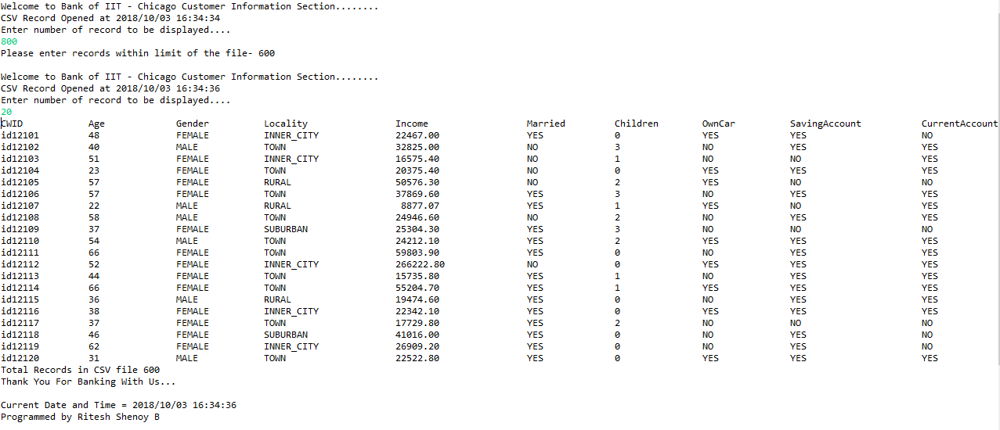 Welcome to Bank of IIT - Chicago Customer Information Section........
CSV Record Opened at 2018/10/03 16:34:34
Enter number of record to be displayed....
800
Please enter records within limit of the file- 600
Welcome to Bank of IIT - Chicago Customer Information Section........
CSV Record Opened at 2018/10/03 16:34:36
Enter number of record to be displayed....
20
CWID Age Gender Locality Income Married Children OwnCar SavingAccount CurrentAccount
id12101 48 FEMALE INNER_CITY 22467.00 YES 0 YES YES NO
id12102 40 MALE TOWN 32825.00 NO 3 NO YES YES
id12103 51 FEMALE INNER_CITY 16575.40 NO 1 NO NO YES
id12104 23 FEMALE TOWN 20375.40 NO 0 YES YES YES
id12105 57 FEMALE RURAL 50576.30 NO 2 YES NO NO
id12106 57 FEMALE TOWN 37869.60 YES 3 NO YES YES
id12107 22 MALE RURAL 8877.07 YES 1 YES NO YES
id12108 58 MALE TOWN 24946.60 NO 2 NO YES YES
id12109 37 FEMALE SUBURBAN 25304.30 YES 3 NO NO NO
id12110 54 MALE TOWN 24212.10 YES 2 YES YES YES
id12111 66 FEMALE TOWN 59803.90 YES 0 NO YES YES
id12112 52 FEMALE INNER_CITY 266222.80 NO 0 YES YES YES
id12113 44 FEMALE TOWN 15735.80 YES 1 NO YES YES
id12114 66 FEMALE TOWN 55204.70 YES 1 YES YES YES
id12115 36 MALE RURAL 19474.60 YES 0 NO YES YES
id12116 38 FEMALE INNER_CITY 22342.10 YES 0 YES YES YES
id12117 37 FEMALE TOWN 17729.80 YES 2 NO NO NO
id12118 46 FEMALE SUBURBAN 41016.00 YES 0 NO YES NO
id12119 62 FEMALE INNER_CITY 26909.20 YES 0 NO YES NO
id12120 31 MALE TOWN 22522.80 YES 0 YES YES YES
Total Records in CSV file 600
Thank You For Banking With Us...
Current Date and Time = 2018/10/03 16:34:36
Programmed by Ritesh Shenoy B